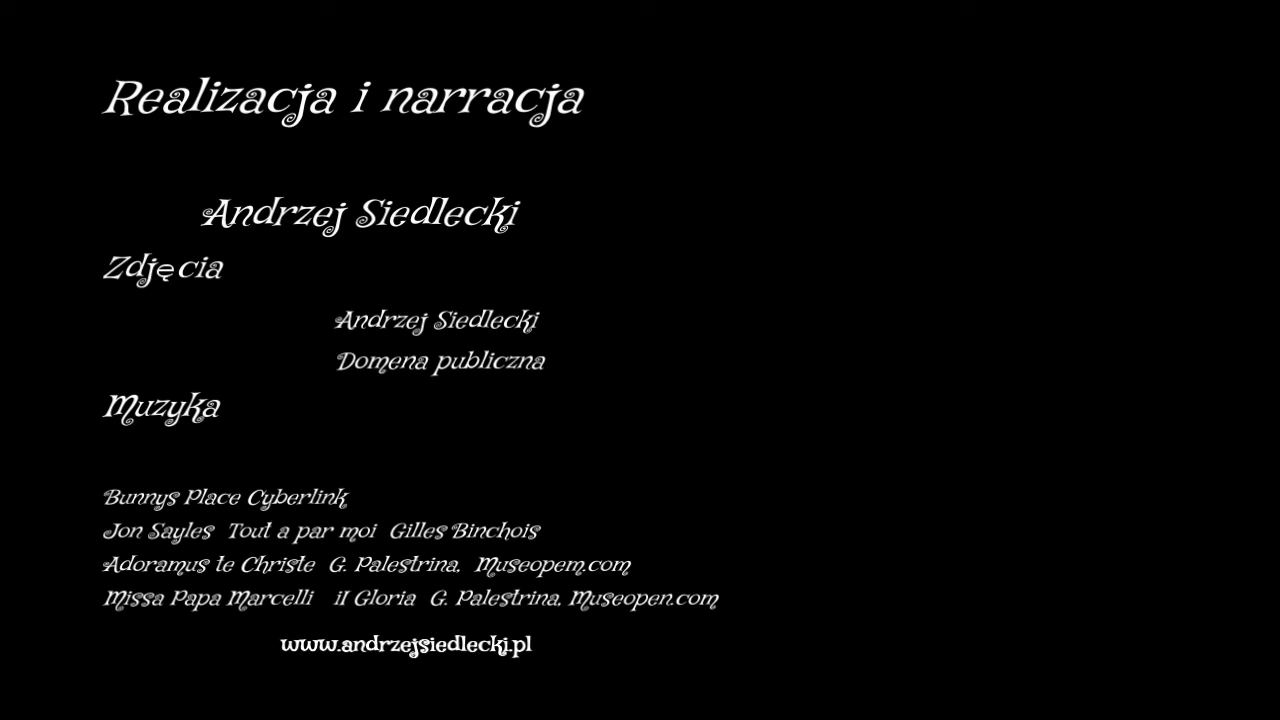 Realizacja i narracja
Andrzej Siedlecki
Zdjęcia
Andrzej Siedlecki
Domena publiczna
Muzyka
Bunnys Place Cyberlink
Jon Sayles Tout a par moi Gilles Binchois
Adoramus te Christe G. Palestrina, Museopem.com
Missa Papa Marcelli iI Gloria G. Palestrina, Museopen.com
www.andrzejsiedlecki.pl